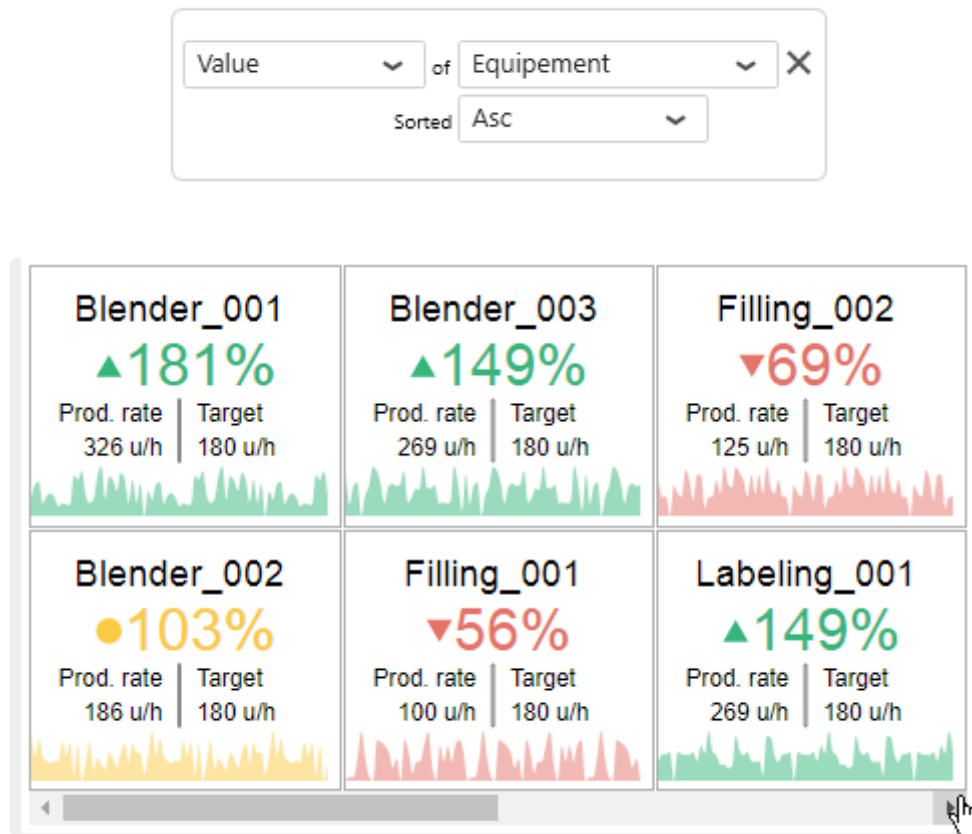 Value of Equipement
Sorted Asc
Blender_001 Blender_003 Filling_002
▲181% ▲149% ▼69%
Prod. rate Target Prod. rate Target Prod. rate Target
326 u/h 180 u/h 269 u/h 180 u/h 125 u/h 180 u/h
Blender_002 Filling_001 Labeling_001
●103% ▼56% ▲149%
Prod. rate Target Prod. rate Target Prod. rate Target
186 u/h 180 u/h 100 u/h 180 u/h 269 u/h 180 u/h